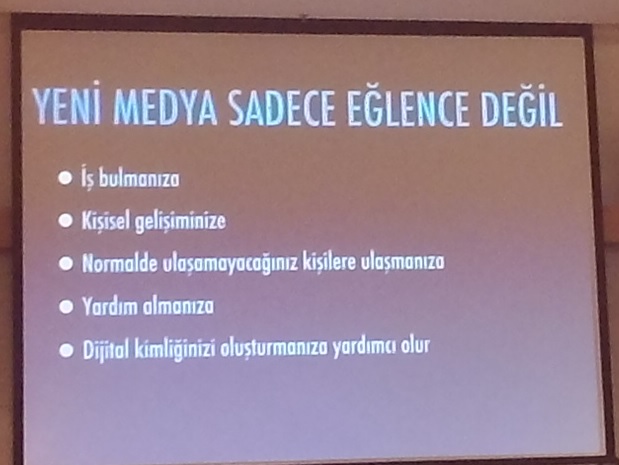 YENİ MEDYA SADECE EĞLENCE DEĞİL
● İş bulmanıza
● Kişisel gelişiminize
● Normalde ulaşamayacağınız kişilere ulaşmanıza
● Yardım almanıza
● Dijital kimliğinizi oluşturmanıza yardımcı olur